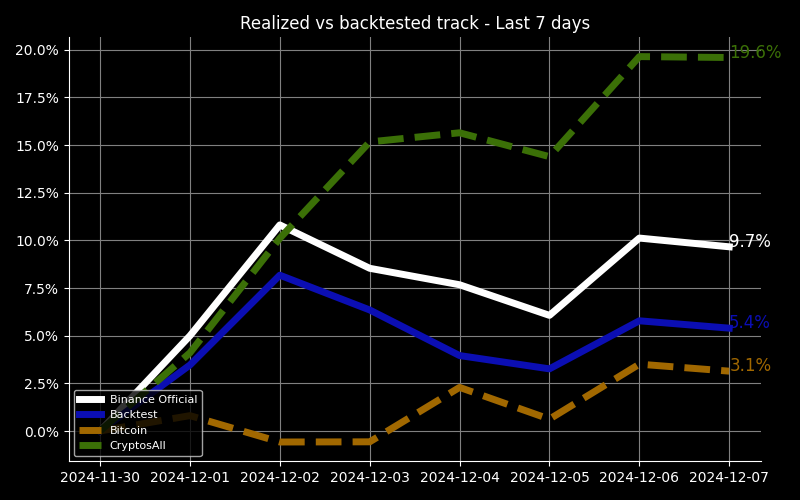 Realized vs backtested track - Last 7 days
20.0%
17.5%
15.0%
12.5%
10.0%
7.5%
5.0%
2.5%
0.0%
19.6%
9.7%
5.4%
3.1%
Binance Official
Backtest
Bitcoin
CryptosAll
2024-11-30 2024-12-01 2024-12-02 2024-12-03 2024-12-04 2024-12-05 2024-12-06 2024-12-07